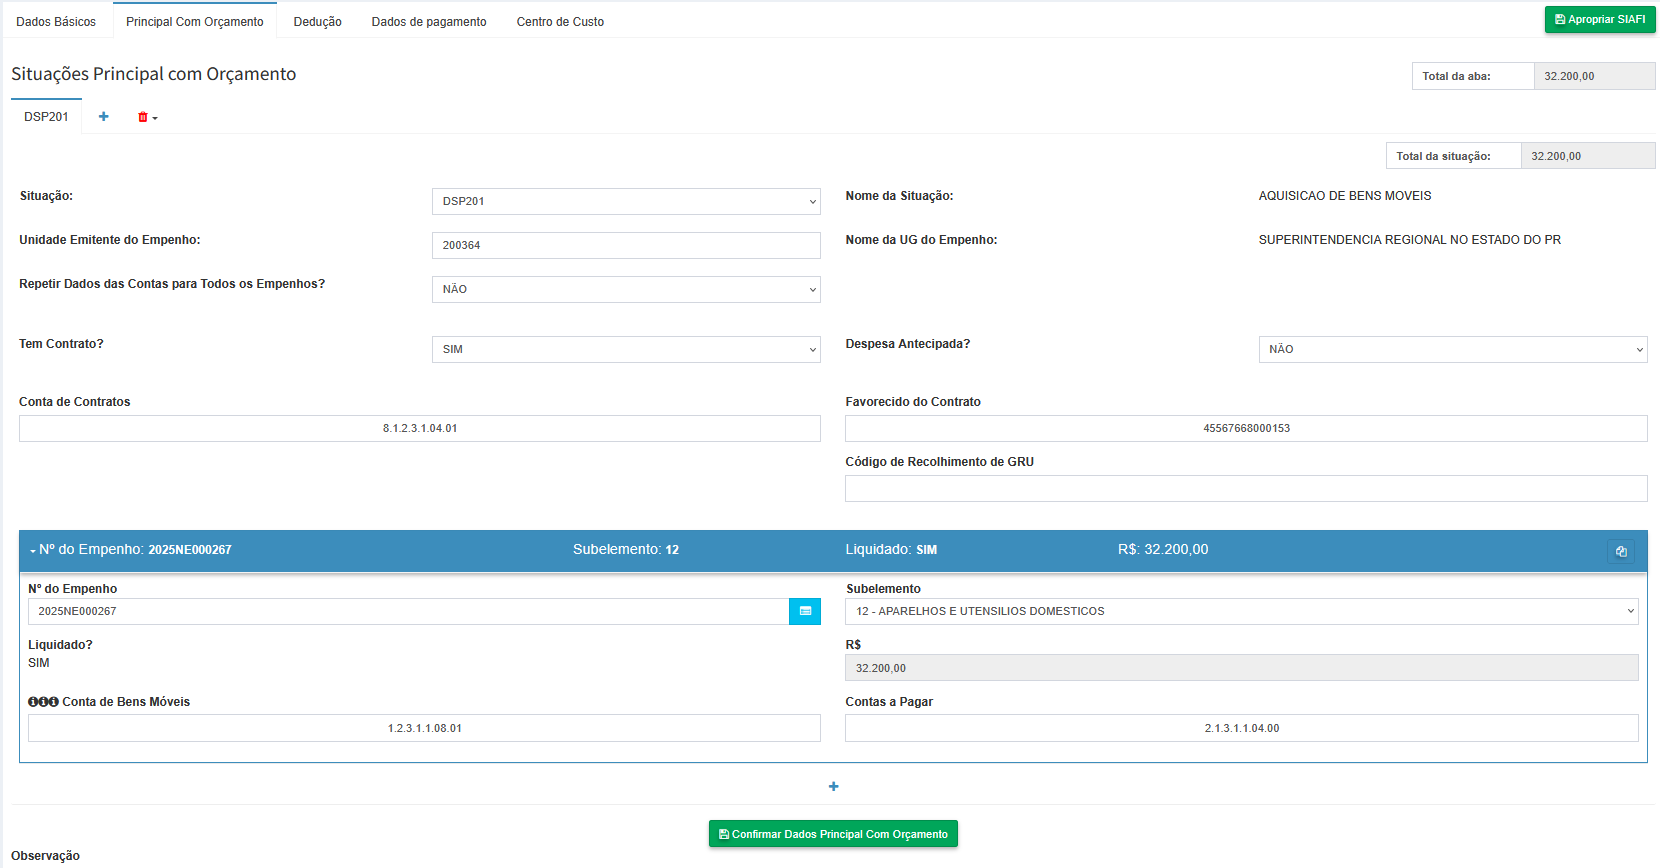 Dados Básicos Principal Com Orçamento Dedução Dados de pagamento Centro de Custo Apropriar SIAFI
Situações Principal com Orçamento
Total da aba: 32.200,00
DSP201
Total da situação: 32.200,00
Situação: DSP201 Nome da Situação: AQUISICAO DE BENS MOVEIS
Unidade Emitente do Empenho: 200364 Nome da UG do Empenho: SUPERINTENDENCIA REGIONAL NO ESTADO DO PR
Repetir Dados das Contas para Todos os Empenhos? NÃO
Tem Contrato? SIM Despesa Antecipada? NÃO
Conta de Contratos Favorecido do Contrato
8.1.2.3.1.04.01 45567668000153
Código de Recolhimento de GRU
Nº do Empenho: 2025NE000267 Subelemento: 12 Liquidado: SIM R$: 32.200,00
Nº do Empenho Subelemento
2025NE000267 12 - APARELHOS E UTENSILIOS DOMESTICOS
Liquidado? R$
SIM 32.200,00
Conta de Bens Móveis Contas a Pagar
1.2.3.1.1.08.01 2.1.3.1.1.04.00
Confirmar Dados Principal Com Orçamento
Observação